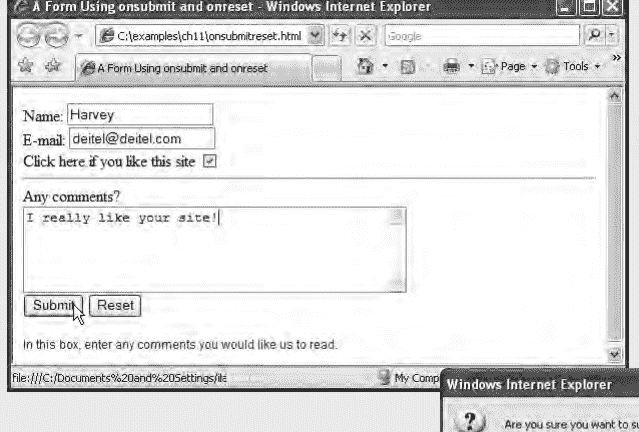 A Form Using onsubmit and onreset - Windows Internet Explorer
C:\examples\ch11\onsubmitreset.html
Google
A Form Using onsubmit and onreset
Page
Tools
»
Name: Harvey
E-mail: deitel@deitel.com
Click here if you like this site
Any comments?
I really like your site!
Submit Reset
In this box, enter any comments you would like us to read.
file:///C:/Documents%20and%20Settings/ile
My Comp
Windows Internet Explorer
Are you sure you want to su